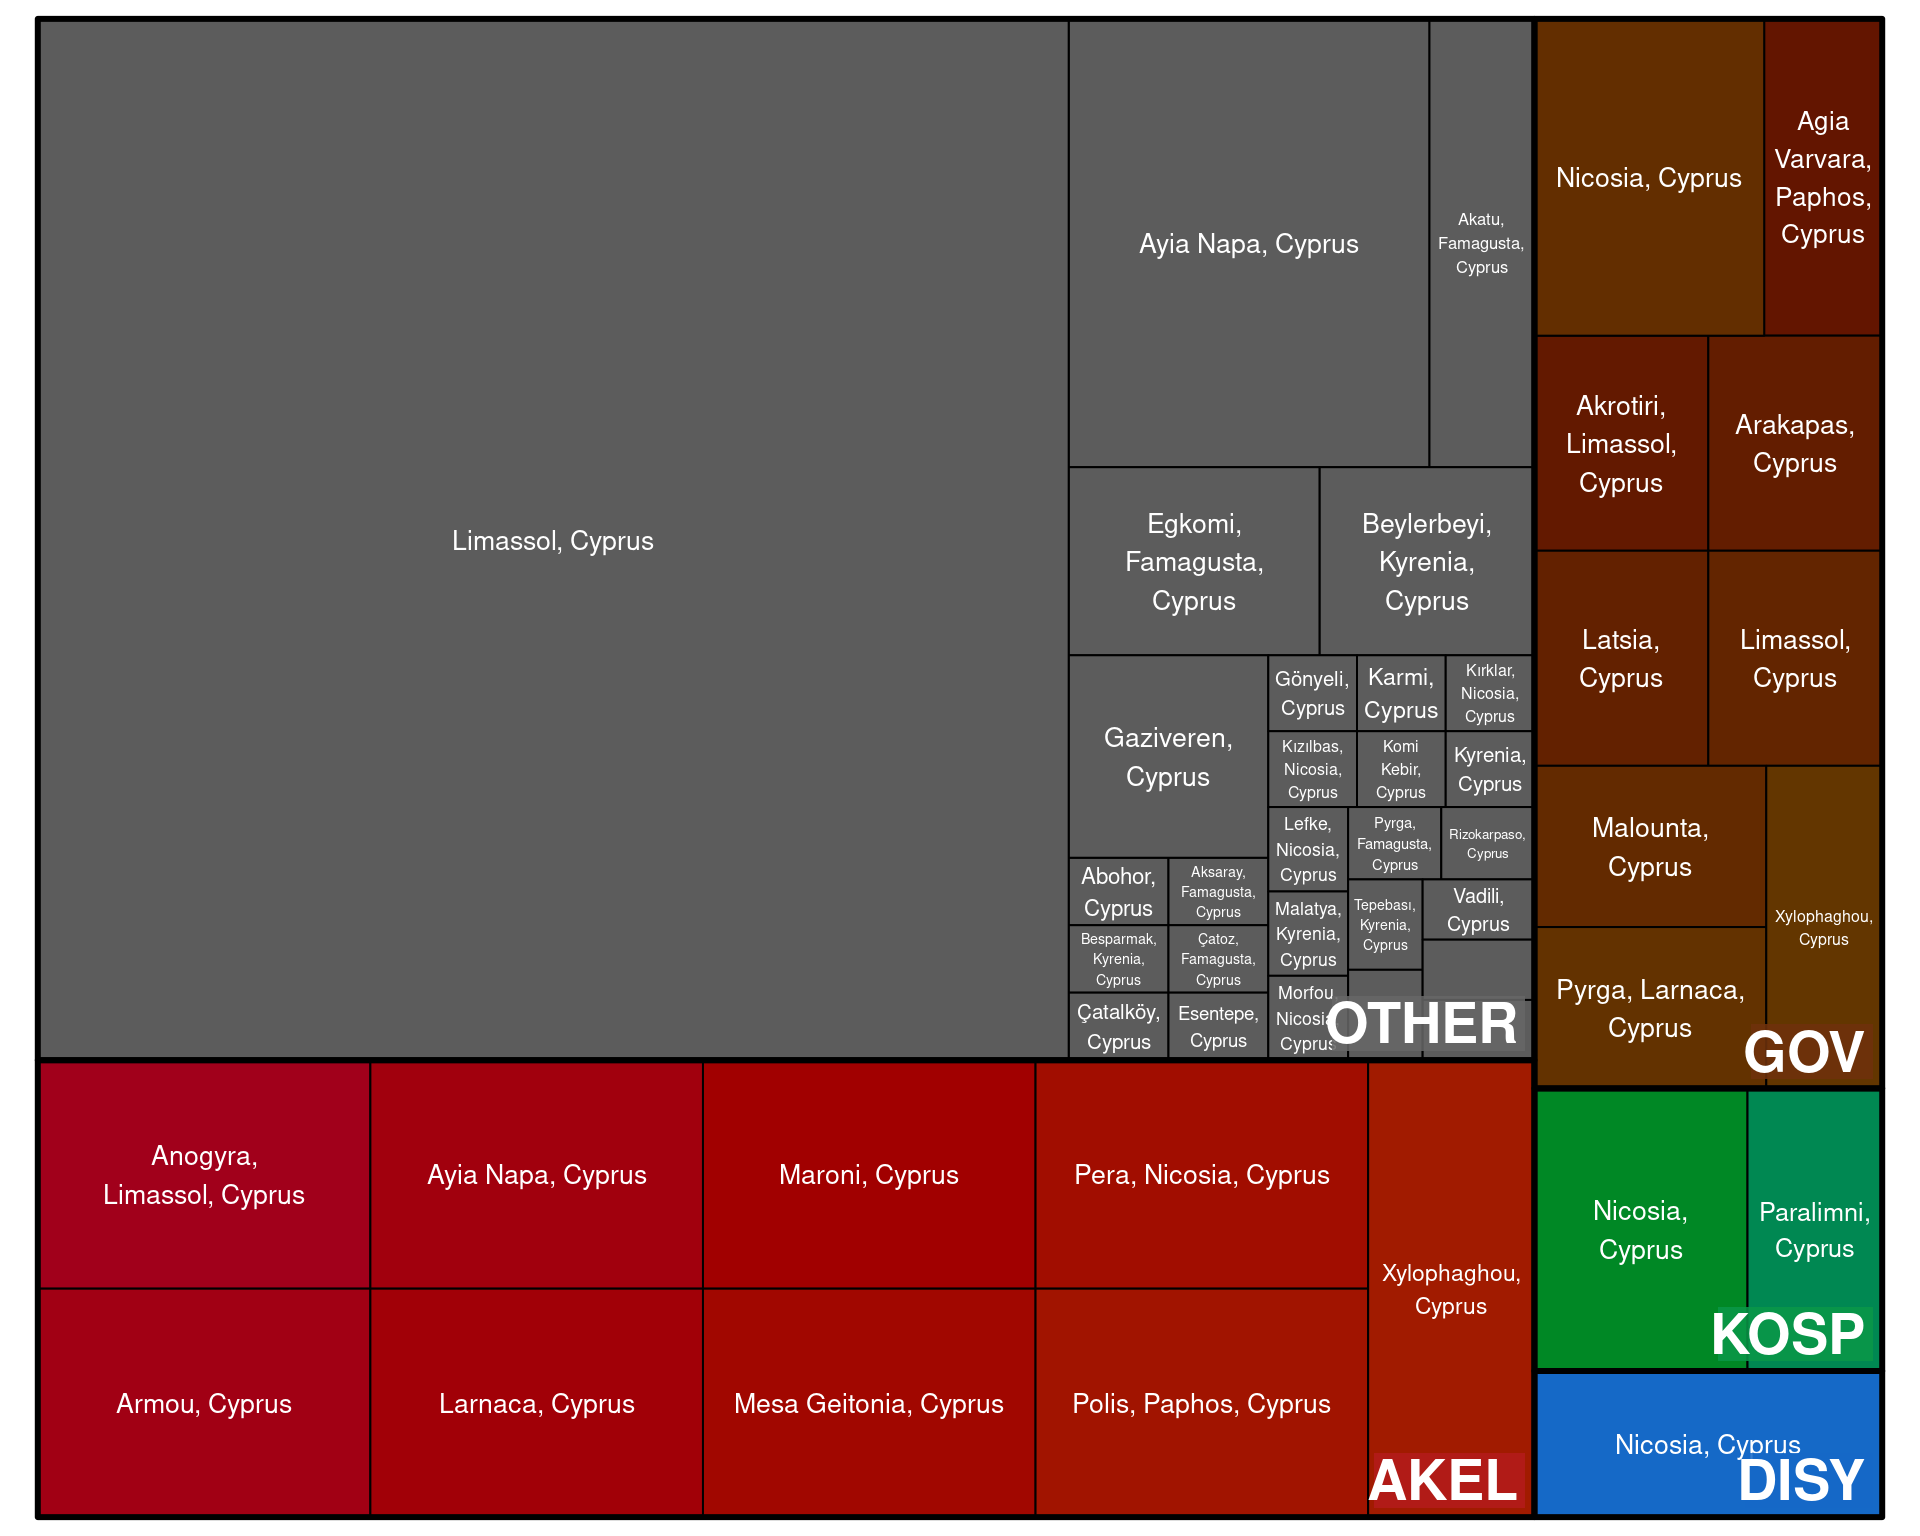 Limassol, Cyprus
Ayia Napa, Cyprus
Akatu,
Famagusta,
Cyprus
Egkomi,
Famagusta,
Cyprus
Beylerbeyi,
Kyrenia,
Cyprus
Gaziveren,
Cyprus
Gönyeli,
Cyprus
Karmi,
Cyprus
Kırklar,
Nicosia,
Cyprus
Kızılbas,
Nicosia,
Cyprus
Komi
Kebir,
Cyprus
Kyrenia,
Cyprus
Lefke,
Nicosia,
Cyprus
Pyrga,
Famagusta,
Cyprus
Rizokarpaso,
Cyprus
Abohor,
Cyprus
Aksaray,
Famagusta,
Cyprus
Malatya,
Kyrenia,
Cyprus
Tepebası,
Kyrenia,
Cyprus
Vadili,
Cyprus
Besparmak,
Kyrenia,
Cyprus
Çatoz,
Famagusta,
Cyprus
Çatalköy,
Cyprus
Esentepe,
Cyprus
Morfou,
Nicosia,
Cyprus
OTHER
Anogyra,
Limassol, Cyprus
Ayia Napa, Cyprus
Maroni, Cyprus
Pera, Nicosia, Cyprus
Xylophaghou,
Cyprus
Armou, Cyprus
Larnaca, Cyprus
Mesa Geitonia, Cyprus
Polis, Paphos, Cyprus
AKEL
Nicosia, Cyprus
Agia
Varvara,
Paphos,
Cyprus
Akrotiri,
Limassol,
Cyprus
Arakapas,
Cyprus
Latsia,
Cyprus
Limassol,
Cyprus
Malounta,
Cyprus
Xylophaghou,
Cyprus
Pyrga, Larnaca,
Cyprus
GOV
Nicosia,
Cyprus
Paralimni,
Cyprus
KOSP
Nicosia, Cyprus
DISY